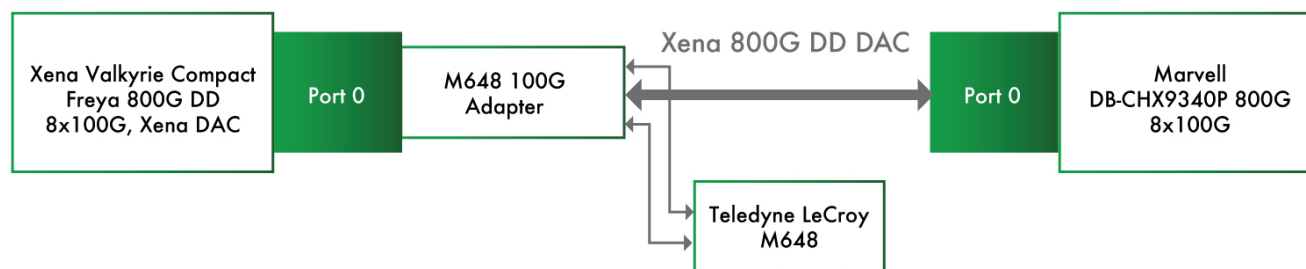 Xena Valkyrie Compact
Freya 800G DD
8x100G, Xena DAC
Port 0
M648 100G
Adapter
Xena 800G DD DAC
Port 0
Marvell
DB-CHX9340P 800G
8x100G
Teledyne LeCroy
M648